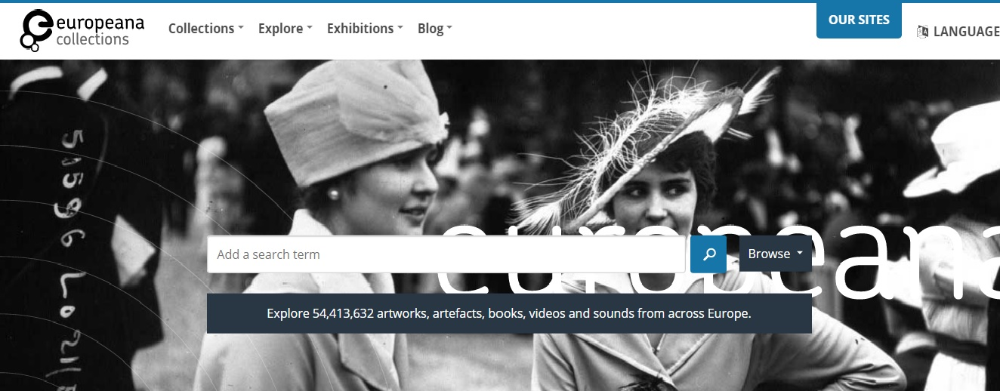 europeana
collections
Collections
Explore
Exhibitions
Blog
OUR SITES
LANGUAGE
europeana
Add a search term
Browse
Explore 54,413,632 artworks, artefacts, books, videos and sounds from across Europe.